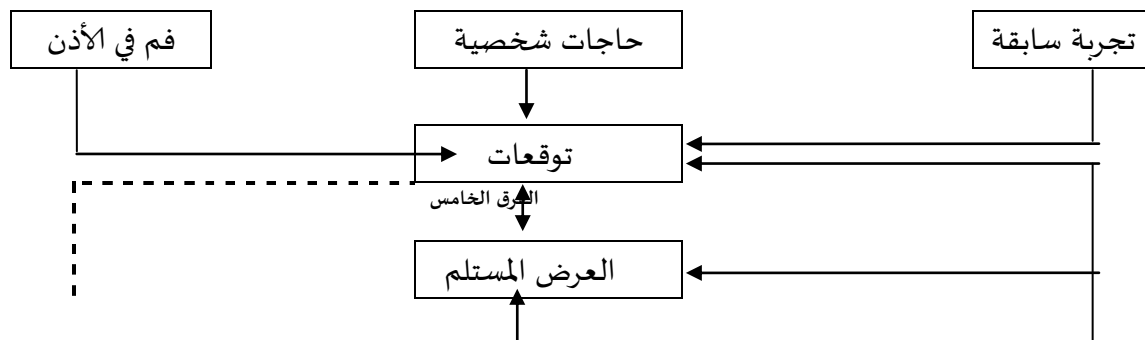 تجربة سابقة
حاجات شخصية
فم في الأذن
توقعات
الفرق الخامس
العرض المستلم